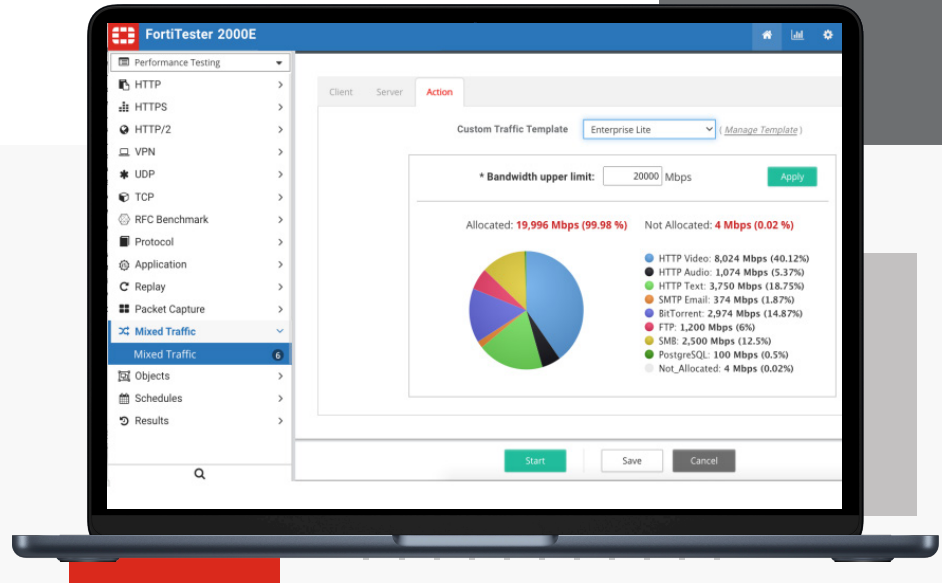 FortiTester 2000E
Performance Testing
HTTP
HTTPS
HTTP/2
VPN
UDP
TCP
RFC Benchmark
Protocol
Application
Replay
Packet Capture
Mixed Traffic
Mixed Traffic 6
Objects
Schedules
Results
Client Server Action
Custom Traffic Template Enterprise Lite ( Manage Template )
* Bandwidth upper limit: 20000 Mbps Apply
Allocated: 19,996 Mbps (99.98 %) Not Allocated: 4 Mbps (0.02 %)
HTTP Video: 8,024 Mbps (40.12%)
HTTP Audio: 1,074 Mbps (5.37%)
HTTP Text: 3,750 Mbps (18.75%)
SMTP Email: 374 Mbps (1.87%)
BitTorrent: 2,974 Mbps (14.87%)
FTP: 1,200 Mbps (6%)
SMB: 2,500 Mbps (12.5%)
PostgreSQL: 100 Mbps (0.5%)
Not_Allocated: 4 Mbps (0.02%)
Start Save Cancel